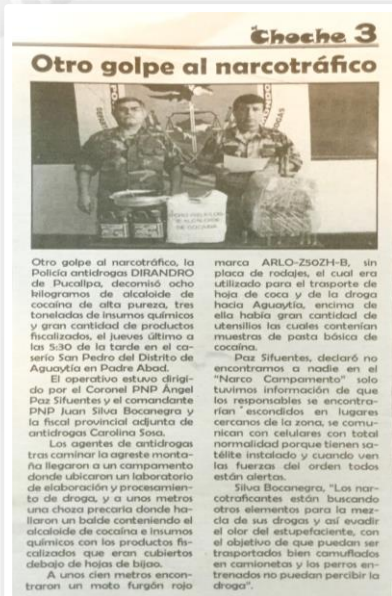 el Choche 3
Otro golpe al narcotráfico
Otro golpe al narcotráfico, la
Policía antidrogas DIRANDRO
de Pucallpa, decomisó ocho
kilogramos de alcaloide de
cocaína de alta pureza, tres
toneladas de insumos químicos
y gran cantidad de productos
fiscalizados, el jueves último a
las 5:30 de la tarde en el ca-
serío San Pedro del Distrito de
Aguaytía en Padre Abad.
El operativo estuvo dirigi-
do por el Coronel PNP Ángel
Paz Sifuentes y el comandante
PNP Juan Silva Bocanegra y
la fiscal provincial adjunta de
antidrogas Carolina Sosa.
Los agentes de antidrogas
tras caminar la agreste monta-
ña llegaron a un campamento
donde ubicaron un laboratorio
de elaboración y procesamien-
to de droga, y a unos metros
una choza precaria donde ha-
llaron un balde conteniendo el
alcaloide de cocaína e insumos
químicos con los productos fis-
calizados que eran cubiertos
debajo de hojas de bijao.
A unos cien metros encon-
traron un moto furgón rojo
marca ARLO-Z50ZH-B, sin
placa de rodajes, el cual era
utilizado para el trasporte de
hoja de coca y de la droga
hacia Aguaytía, encima de
ella había gran cantidad de
utensilios las cuales contenían
muestras de pasta básica de
cocaína.
Paz Sifuentes, declaró no
encontramos a nadie en el
"Narco Campamento" solo
tuvimos información de que
los responsables se encontra-
rían escondidos en lugares
cercanos de la zona, se comu-
nican con celulares con total
normalidad porque tienen sa-
télite instalado y cuando ven
las fuerzas del orden todos
están alertas.
Silva Bocanegra, "Los nar-
cotraficantes están buscando
otros elementos para la mez-
cla de sus drogas y así evadir
el olor del estupefaciente, con
el objetivo de que puedan ser
trasportados bien camuflados
en camionetas y los perros en-
trenados no puedan percibir la
droga".